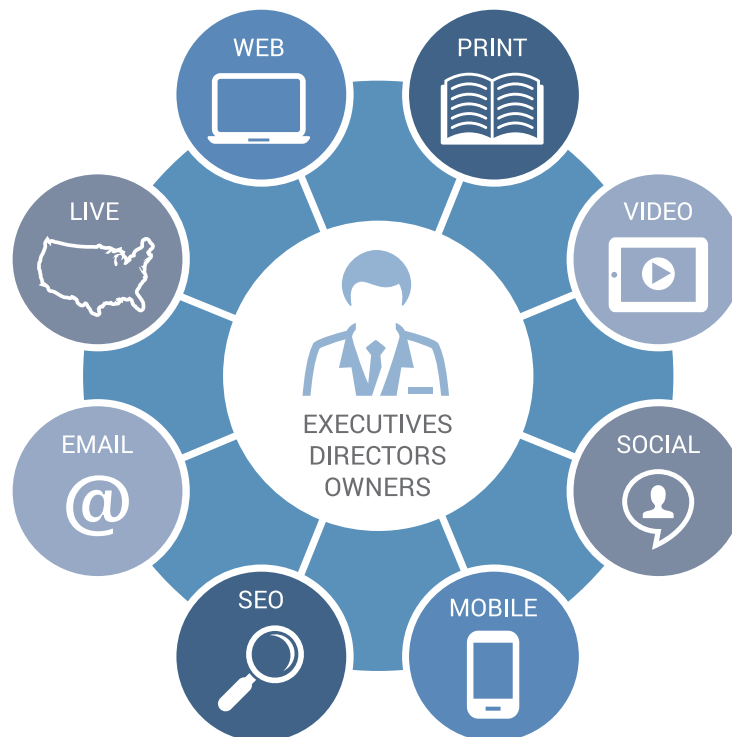 WEB
PRINT
LIVE
VIDEO
EXECUTIVES
DIRECTORS
OWNERS
EMAIL
@
SOCIAL
SEO
MOBILE